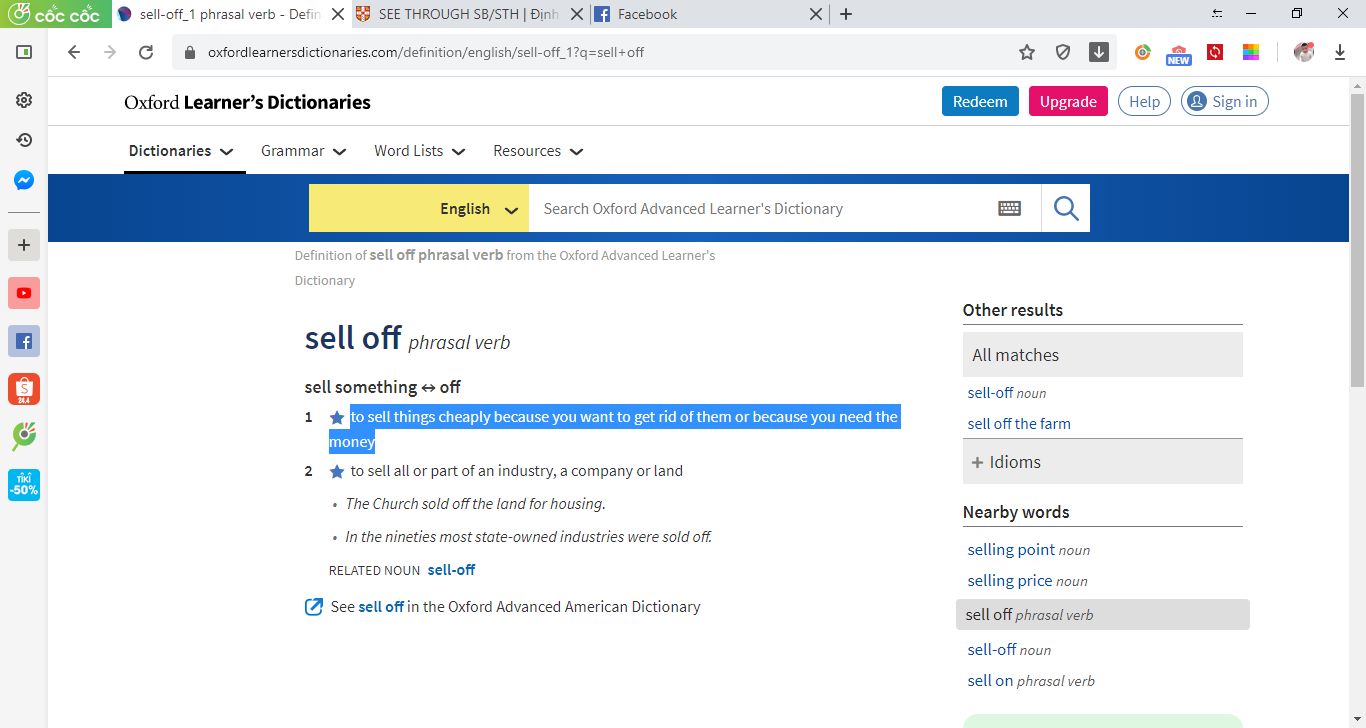 cốc cốc
sell-off_1 phrasal verb - Defin
SEE THROUGH SB/STH | Định
Facebook
oxfordlearnersdictionaries.com/definition/english/sell-off_1?q=sell+off
NEW
Oxford Learner's Dictionaries
Redeem
Upgrade
Help
Sign in
Dictionaries
Grammar
Word Lists
Resources
English
Search Oxford Advanced Learner's Dictionary
Definition of sell off phrasal verb from the Oxford Advanced Learner's
Dictionary
sell off phrasal verb
sell something ↔ off
1 ★ to sell things cheaply because you want to get rid of them or because you need the
money
2 ★ to sell all or part of an industry, a company or land
• The Church sold off the land for housing.
• In the nineties most state-owned industries were sold off.
RELATED NOUN sell-off
See sell off in the Oxford Advanced American Dictionary
Other results
All matches
sell-off noun
sell off the farm
+ Idioms
Nearby words
selling point noun
selling price noun
sell off phrasal verb
sell-off noun
sell on phrasal verb
S
24.4
TIKI
-50%